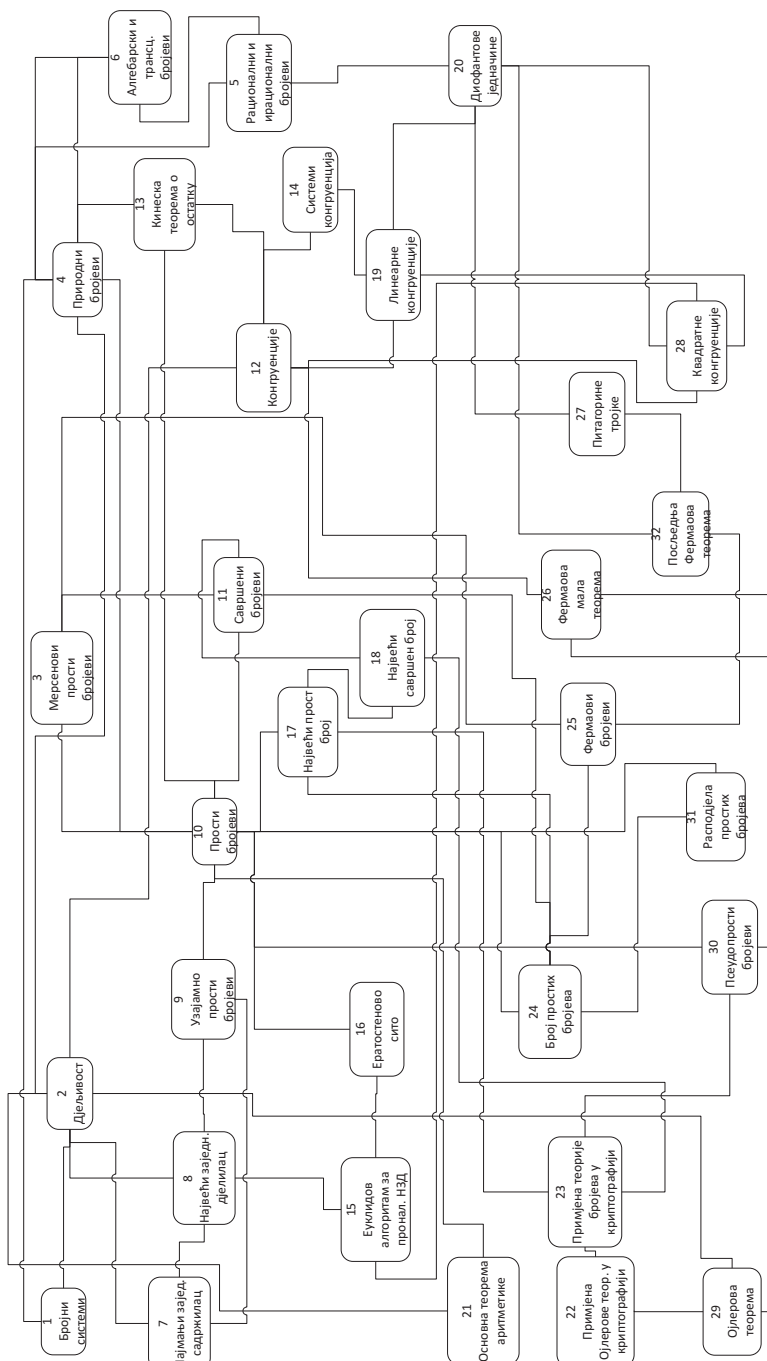 1
Бројни
системи
2
Дјељивост
3
Мерсенови
прости
бројеви
4
Природни
бројеви
5
Рационални и
ирационални
бројеви
6
Алгебарски и
трансц.
бројеви
7
Најмањи зајед.
садржилац
8
Највећи заједн.
дјелилац
9
Узајамно
прости
бројеви
10
Прости
бројеви
11
Савршени
бројеви
12
Конгруенције
13
Кинеска
теорема о
остатку
14
Системи
конгруенција
15
Еуклидов
алгоритам за
пронал. НЗД
16
Ератостеново
сито
17
Највећи прост
број
18
Највећи
савршен број
19
Линеарне
конгруенције
20
Диофантове
једначине
21
Основна теорема
аритметике
22
Примјена
Ојлерове теор. у
криптографији
23
Примјена теорије
бројева у
криптографији
24
Број простих
бројева
25
Фермаови
бројеви
26
Фермаова
мала
теорема
27
Питагорине
тројке
28
Квадратне
конгруенције
29
Ојлерова
теорема
30
Псеудопрости
бројеви
31
Расподјела
простих
бројева
32
Посљедња
Фермаова
теорема